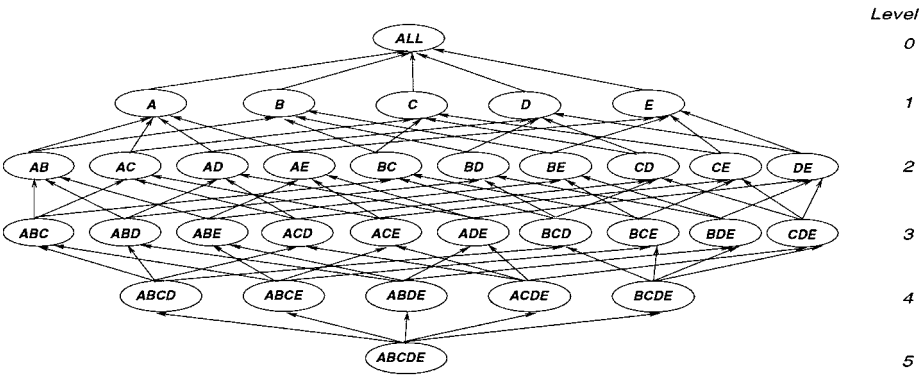 Level
ALL 0
A B C D E 1
AB AC AD AE BC BD BE CD CE DE 2
ABC ABD ABE ACD ACE ADE BCD BCE BDE CDE 3
ABCD ABCE ABDE ACDE BCDE 4
ABCDE 5